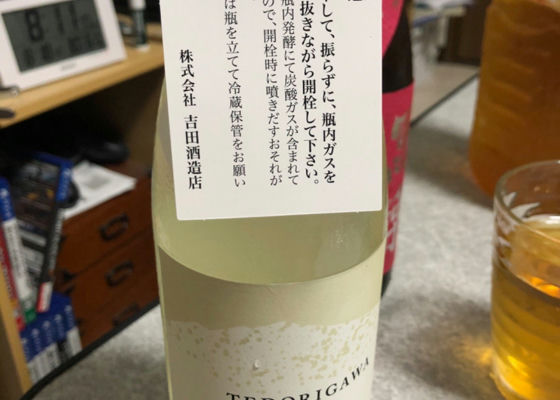 して、振らずに、瓶内ガスを
抜きながら開栓して下さい。
瓶内発酵にて炭酸ガスが含まれて
ので、開栓時に噴きだすおそれが
は瓶を立てて冷蔵保管をお願い
株式会社 吉田酒造店
TEDORIGAWA
8:11